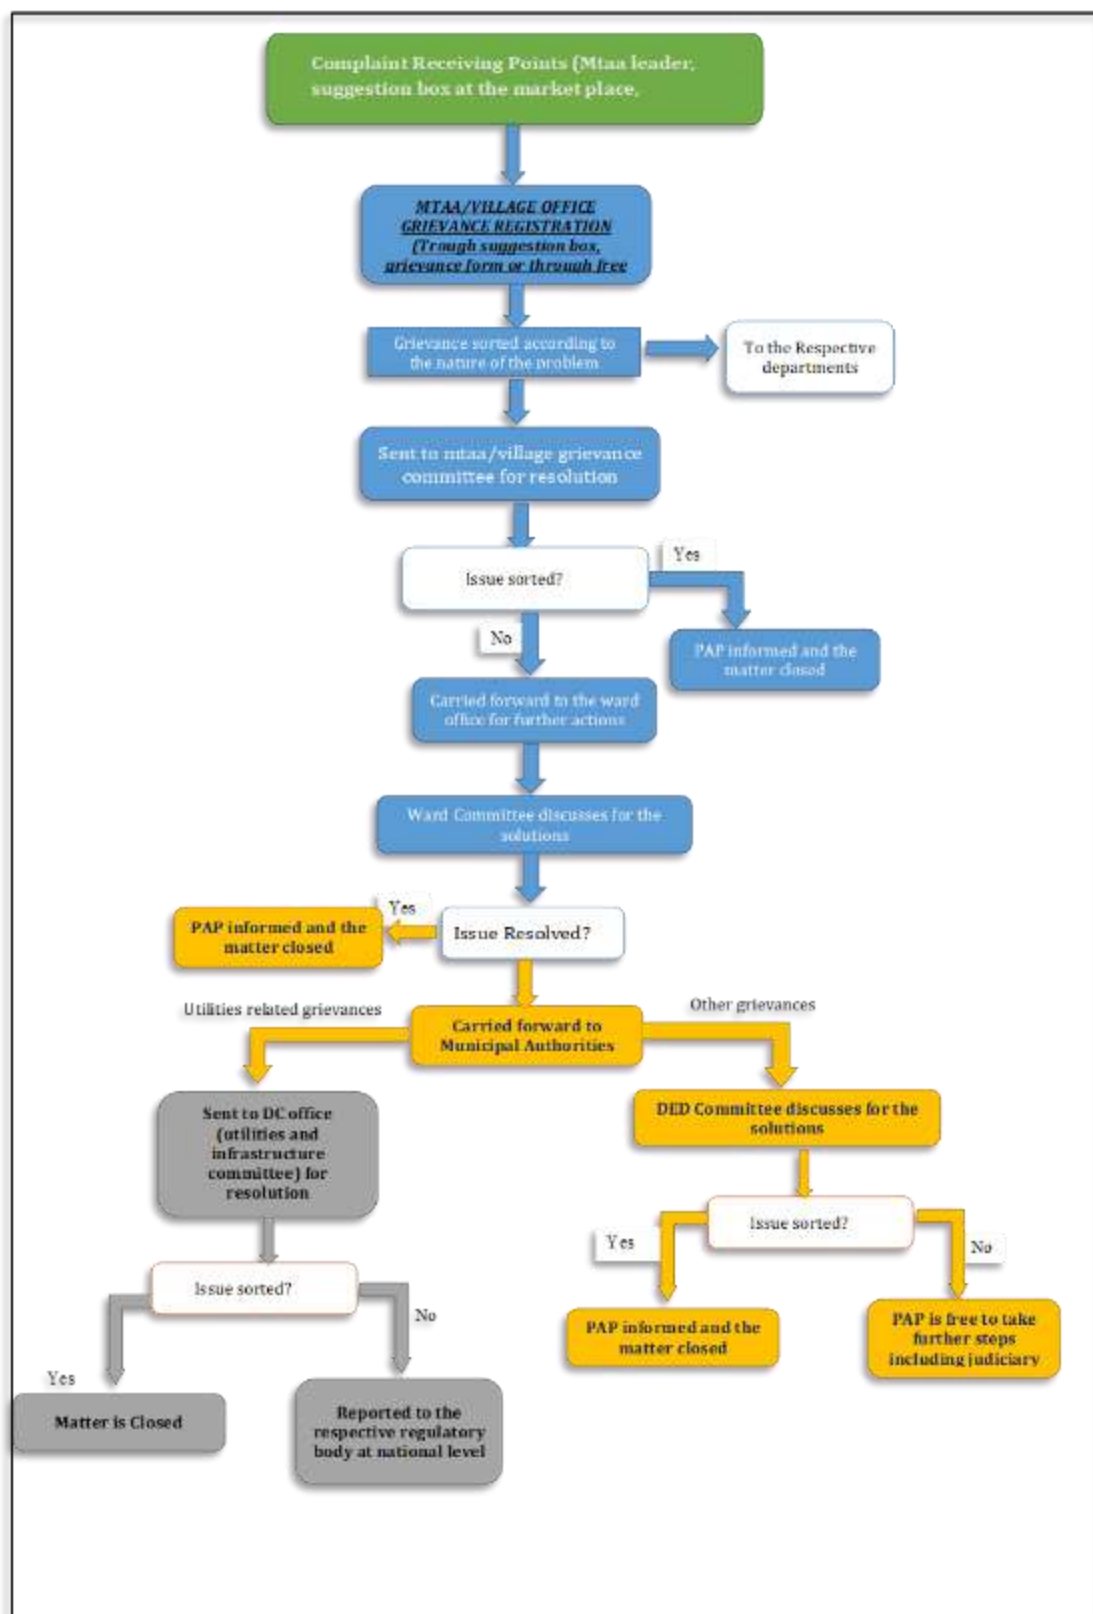 Complaint Receiving Points (Mtaa leader,
suggestion box at the market place,
MTAA/VILLAGE OFFICE
GRIEVANCE REGISTRATION
(Trough suggestion box,
grievance form or through free
Grievance sorted according to
the nature of the problem
To the Respective
departments
Sent to mtaa/village grievance
committee for resolution
Issue sorted?
Yes
No
PAP informed and the
matter closed
Carried forward to the ward
office for further actions
Ward Committee discusses for the
solutions
Yes
PAP informed and the
matter closed
Issue Resolved?
Utilities related grievances
Other grievances
Carried forward to
Municipal Authorities
Sent to DC office
(utilities and
infrastructure
committee) for
resolution
DED Committee discusses for the
solutions
Issue sorted?
Yes
No
Issue sorted?
No
Yes
PAP informed and the
matter closed
PAP is free to take
further steps
including judiciary
Matter is Closed
Reported to the
respective regulatory
body at national level